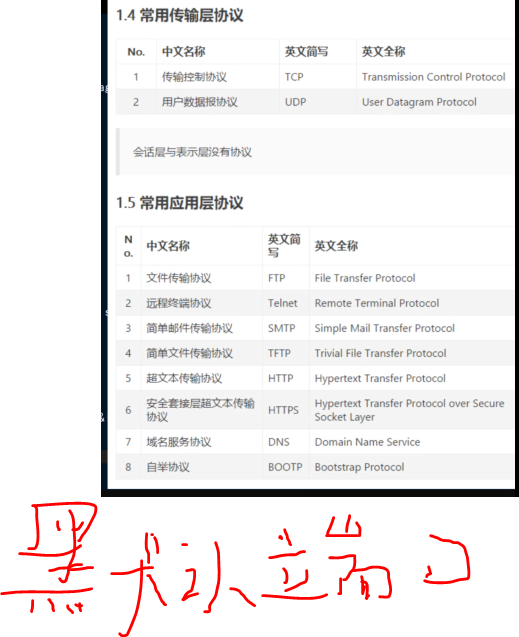 1.4 常用传输层协议
No. 中文名称 英文简写 英文全称
1 传输控制协议 TCP Transmission Control Protocol
2 用户数据报协议 UDP User Datagram Protocol
会话层与表示层没有协议
1.5 常用应用层协议
No. 中文名称 英文简写 英文全称
1 文件传输协议 FTP File Transfer Protocol
2 远程终端协议 Telnet Remote Terminal Protocol
3 简单邮件传输协议 SMTP Simple Mail Transfer Protocol
4 简单文件传输协议 TFTP Trivial File Transfer Protocol
5 超文本传输协议 HTTP Hypertext Transfer Protocol
6 安全套接层超文本传输协议 HTTPS Hypertext Transfer Protocol over Secure Socket Layer
7 域名服务协议 DNS Domain Name Service
8 自举协议 BOOTP Bootstrap Protocol